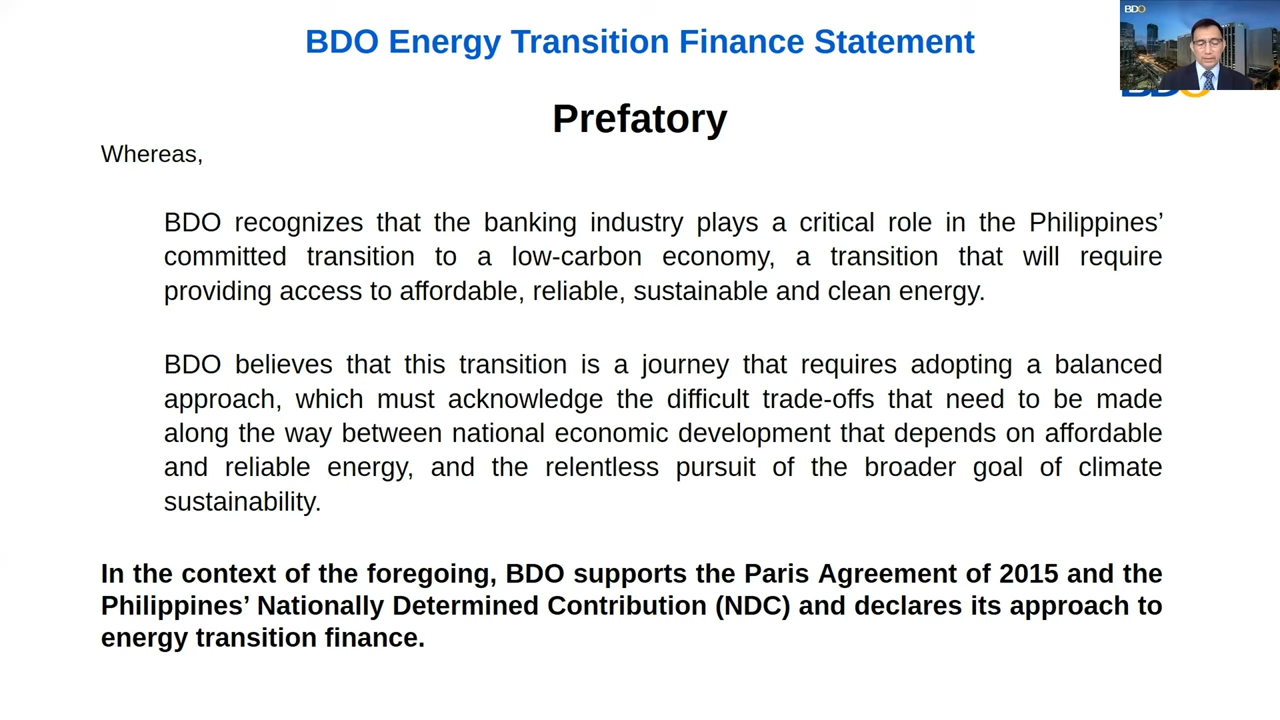 BDO Energy Transition Finance Statement
BDO
BDO
Prefatory
Whereas,
BDO recognizes that the banking industry plays a critical role in the Philippines’
committed transition to a low-carbon economy, a transition that will require
providing access to affordable, reliable, sustainable and clean energy.
BDO believes that this transition is a journey that requires adopting a balanced
approach, which must acknowledge the difficult trade-offs that need to be made
along the way between national economic development that depends on affordable
and reliable energy, and the relentless pursuit of the broader goal of climate
sustainability.
In the context of the foregoing, BDO supports the Paris Agreement of 2015 and the
Philippines’ Nationally Determined Contribution (NDC) and declares its approach to
energy transition finance.